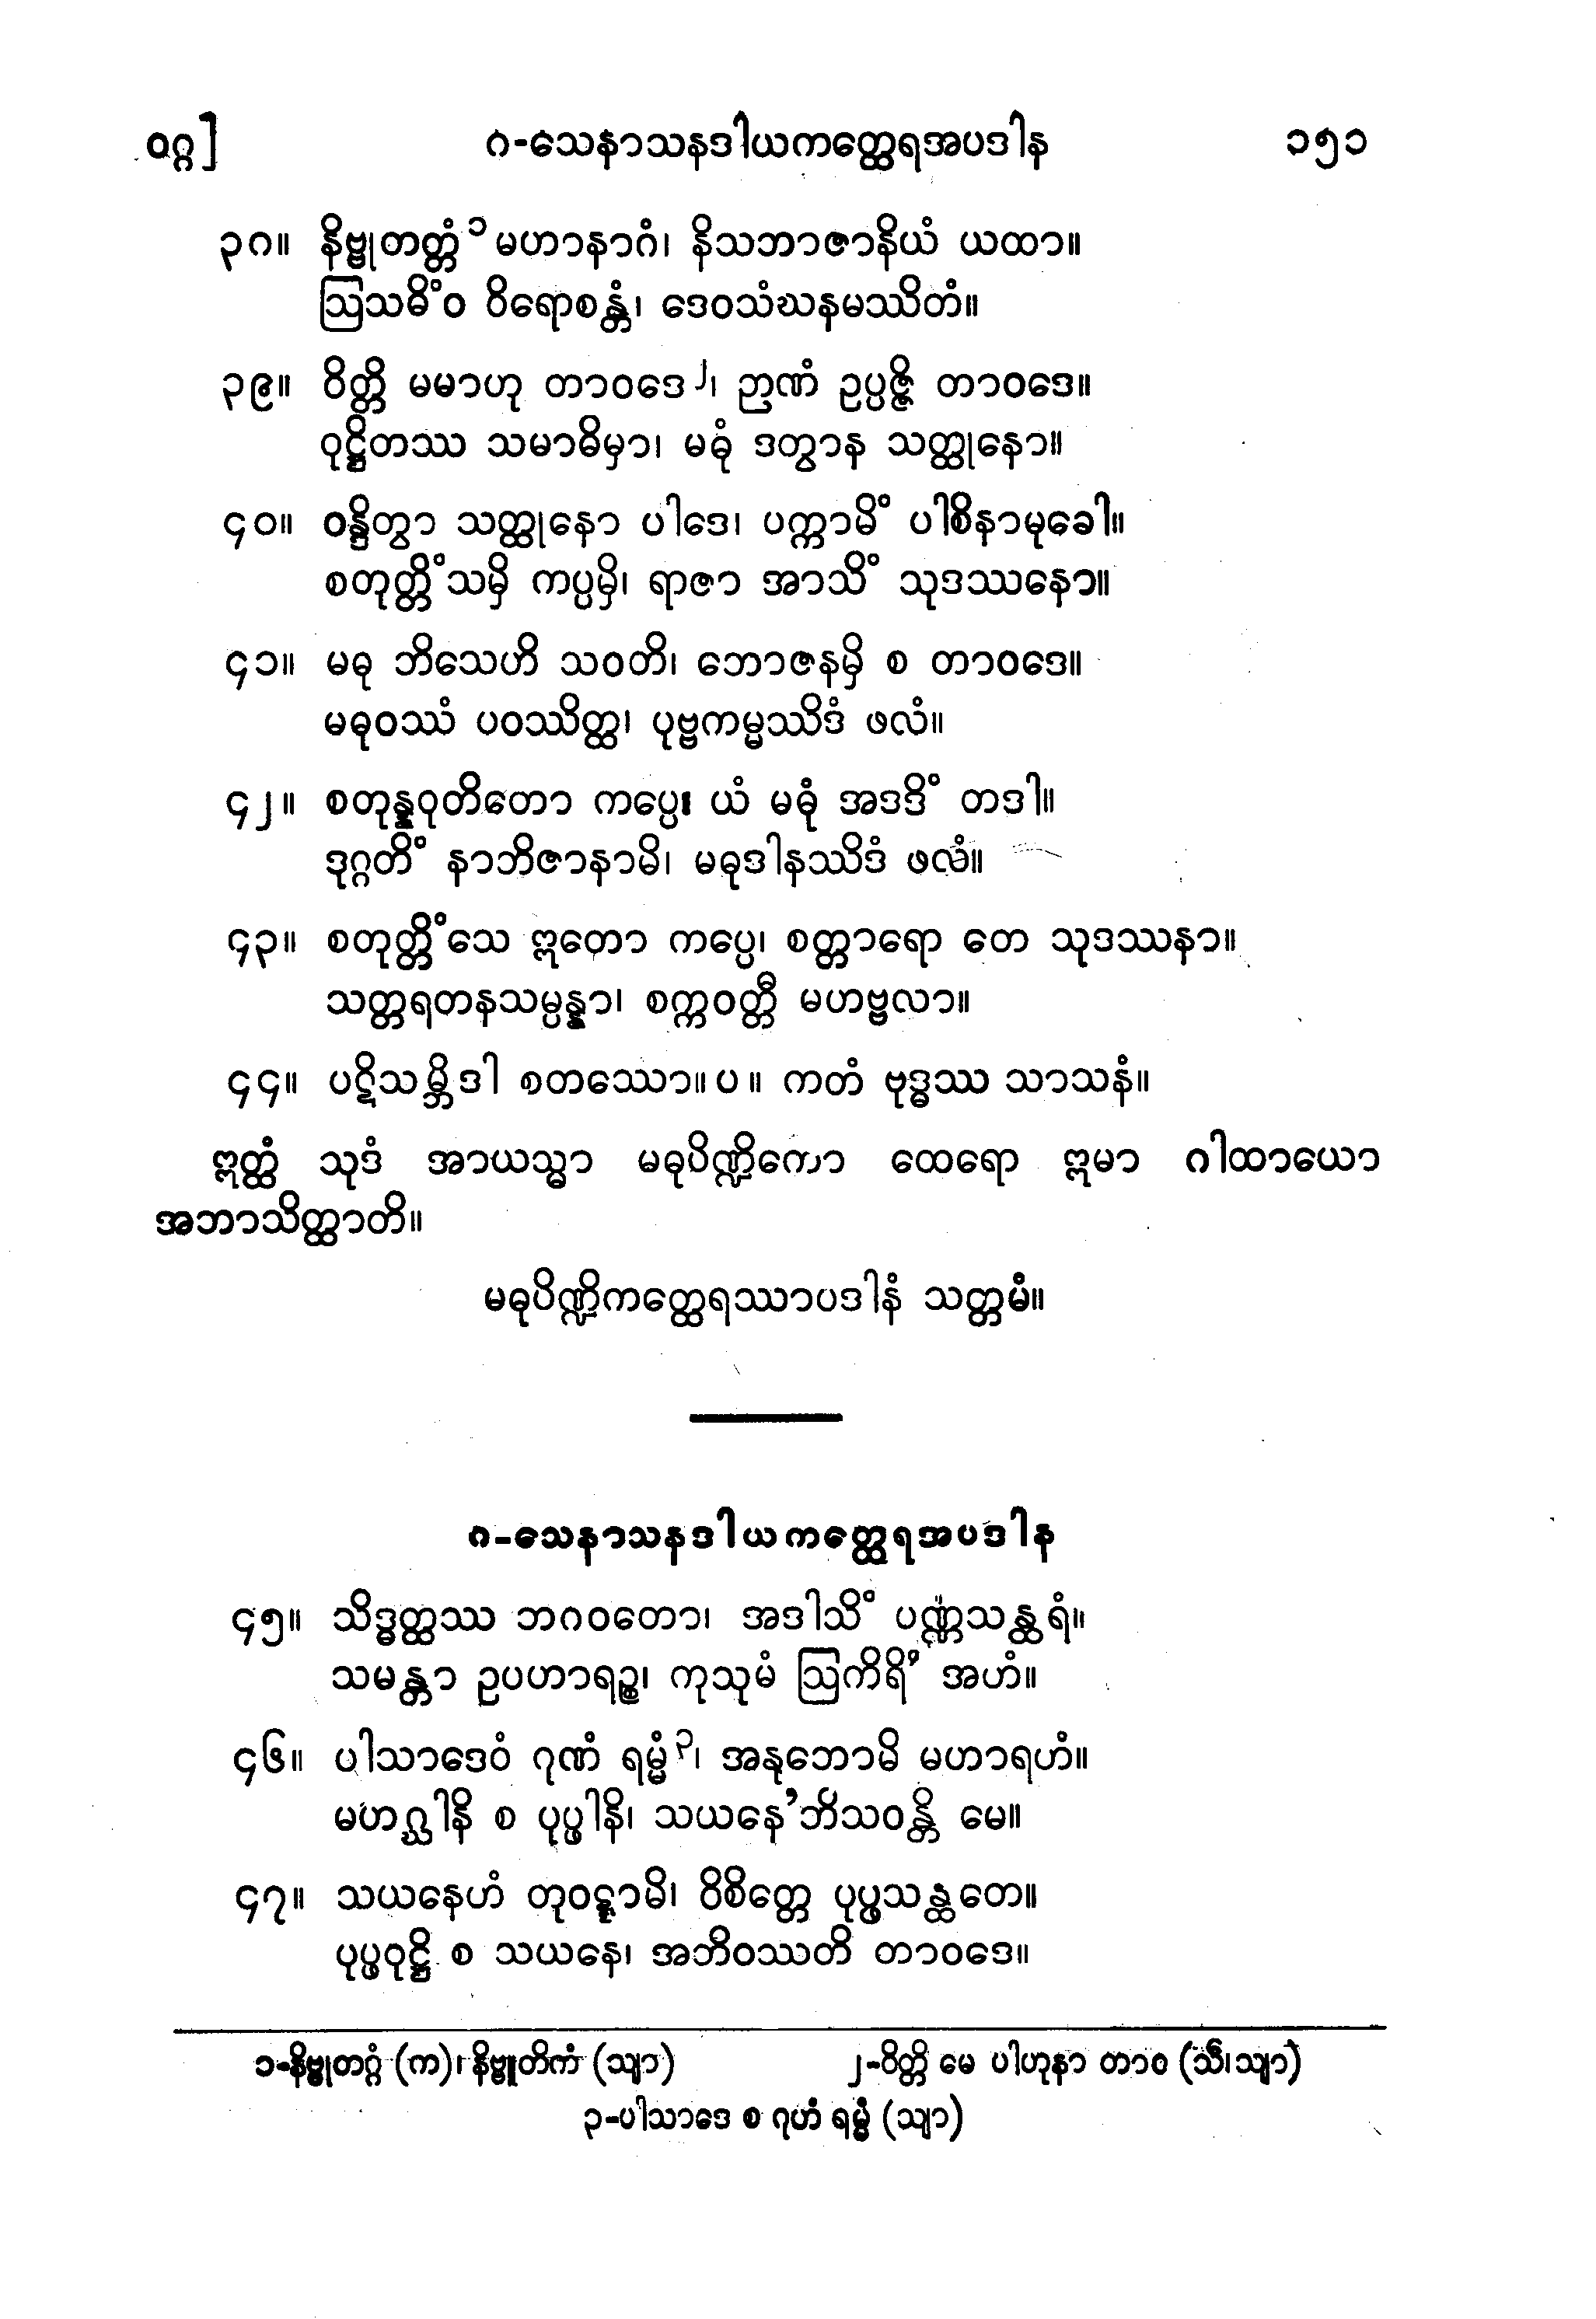 ဝဂ္ဂ] ၈-သေနာသနဒါယကတ္ထေရအပဒါန ၁၅၁
၃၈။ နိဗ္ဗုတတ္တံ ၁ မဟာနာဂံ၊ နိသဘာဇာနိယံ ယထာ။
ဩသဓိံဝ ဝိရောစန္တံ၊ ဒေဝသံဃနမဿိတံ။
၃၉။ ဝိတ္တိ မမာဟု တာဝဒေ ၂၊ ဉာဏံ ဥပ္ပဇ္ဇိ တာဝဒေ။
ဝုဋ္ဌိတဿ သမာဓိမှာ၊ မဓုံ ဒတွာန သတ္ထုနော။
၄၀။ ဝန္ဒိတွာ သတ္ထုနော ပါဒေ၊ ပက္ကာမိံ ပါစိနာမုခေါ။
စတုတ္တိံသမှိ ကပ္ပမှိ၊ ရာဇာ အာသိံ သုဒဿနော။
၄၁။ မဓု ဘိသေဟိ သဝတိ၊ ဘောဇနမှိ စ တာဝဒေ။
မဓုဝဿံ ပဝဿိတ္ထ၊ ပုဗ္ဗကမ္မဿိဒံ ဖလံ။
၄၂။ စတုန္နဝုတိတော ကပ္ပေ၊ ယံ မဓုံ အဒဒိံ တဒါ။
ဒုဂ္ဂတိံ နာဘိဇာနာမိ၊ မဓုဒါနဿိဒံ ဖလံ။
၄၃။ စတုတ္တိံသေ ဣတော ကပ္ပေ၊ စတ္တာရော တေ သုဒဿနာ။
သတ္တရတနသမ္ပန္နာ၊ စက္ကဝတ္တီ မဟဗ္ဗလာ။
၄၄။ ပဋိသမ္ဘိဒါ စတဿော။ ပ ။ ကတံ ဗုဒ္ဓဿ သာသနံ။
ဣတ္ထံ သုဒံ အာယသ္မာ မဓုပိဏ္ဍိကော ထေရော ဣမာ ဂါထာယော
အဘာသိတ္ထာတိ။
မဓုပိဏ္ဍိကတ္ထေရဿာပဒါနံ သတ္တမံ။
၈-သေနာသနဒါယကတ္ထေရအပဒါန
၄၅။ သိဒ္ဓတ္ထဿ ဘဂဝတော၊ အဒါသိံ ပဏ္ဏသန္ထရံ။
သမန္တာ ဥပဟာရဉ္စ၊ ကုသုမံ ဩကိရိံ အဟံ။
၄၆။ ပါသာဒေဝံ ဂုဏံ ရမ္မံ ၃၊ အနုဘောမိ မဟာရဟံ။
မဟဂ္ဃါနိ စ ပုပ္ဖါနိ၊ သယနေ’ဘိသဝန္တိ မေ။
၄၇။ သယနေဟံ တုဝဋ္ဋာမိ၊ ဝိစိတ္တေ ပုပ္ဖသန္ထတေ။
ပုပ္ဖဝုဋ္ဌိ စ သယနေ၊ အဘိဝဿတိ တာဝဒေ။
၁-နိဗ္ဗုတဂ္ဂံ (က)၊ နိဗ္ဗူတိကံ (သျာ) ၂-ဝိတ္တိ မေ ပါဟုနာ တာဝ (သီ၊သျာ)
၃-ပါသာဒေ စ ဂုဟံ ရမ္မံ (သျာ)